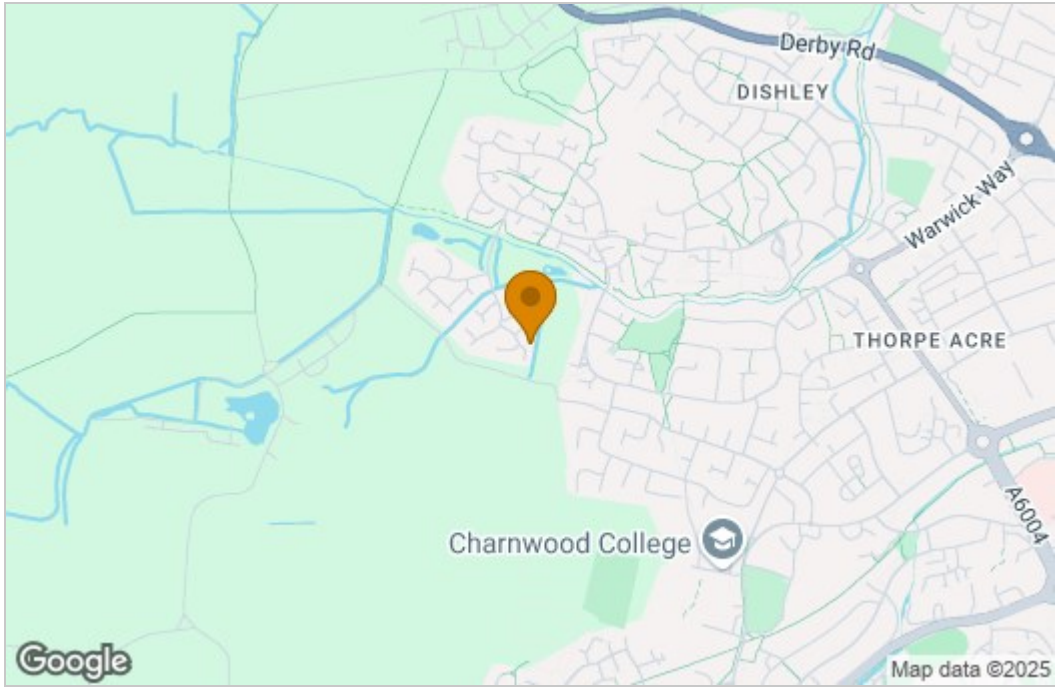 Derby Rd
DISHLEY
Warwick Way
THORPE ACRE
A6004
Charnwood College
Google
Map data ©2025